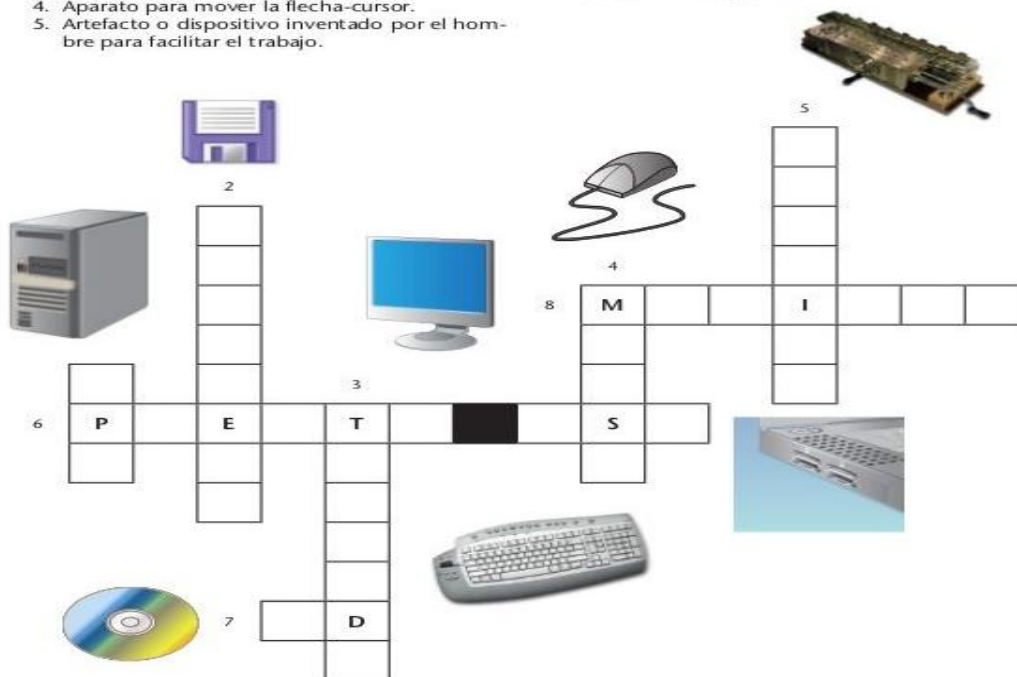 4. Aparato para mover la flecha-cursor.
5. Artefacto o dispositivo inventado por el hom-
bre para facilitar el trabajo.
5
2
4
8 M I
3
6 P E T S
7 D